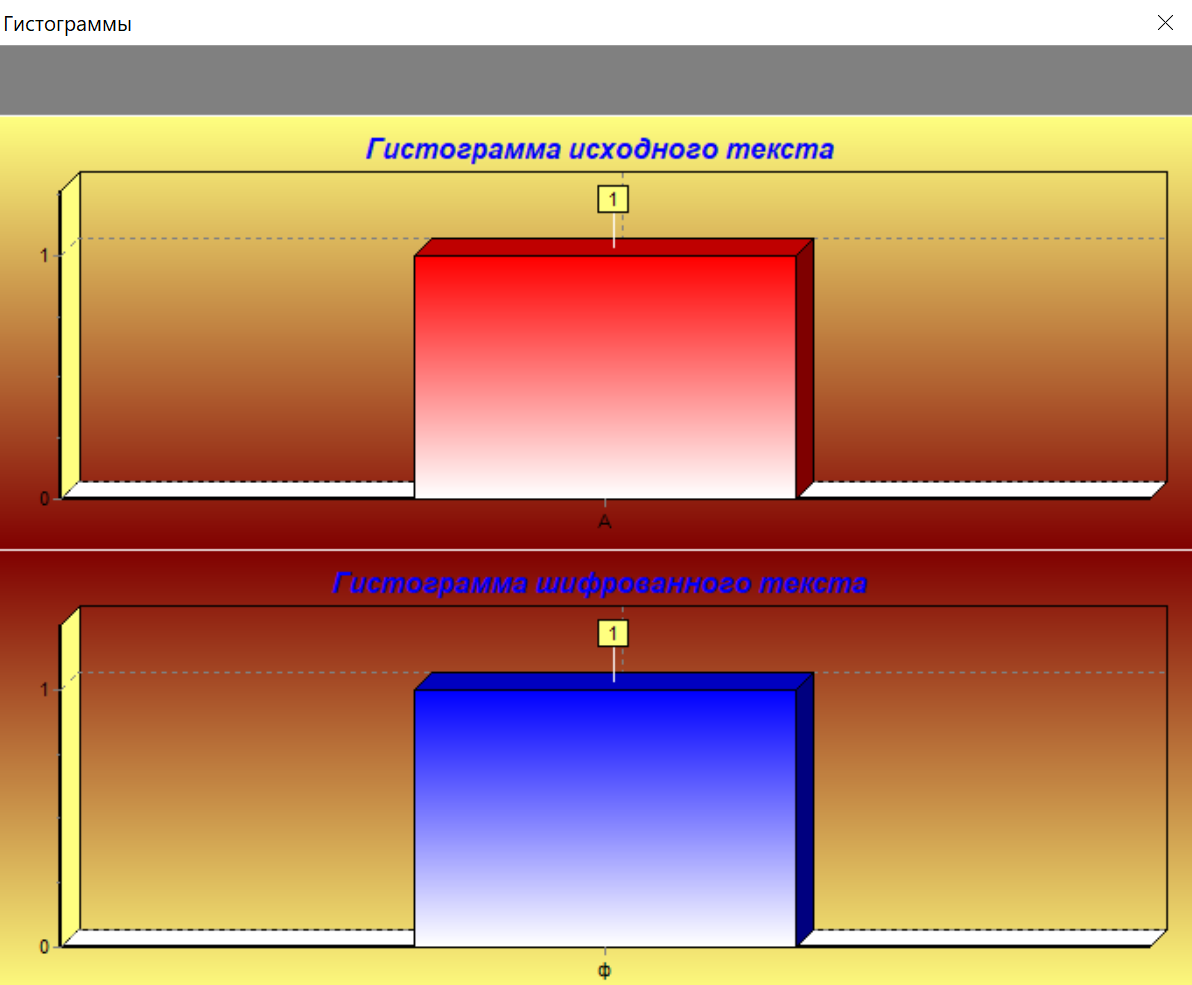 Гистограммы
Гистограмма исходного текста
1
1
0
А
Гистограмма шифрованного текста
1
1
0
ф